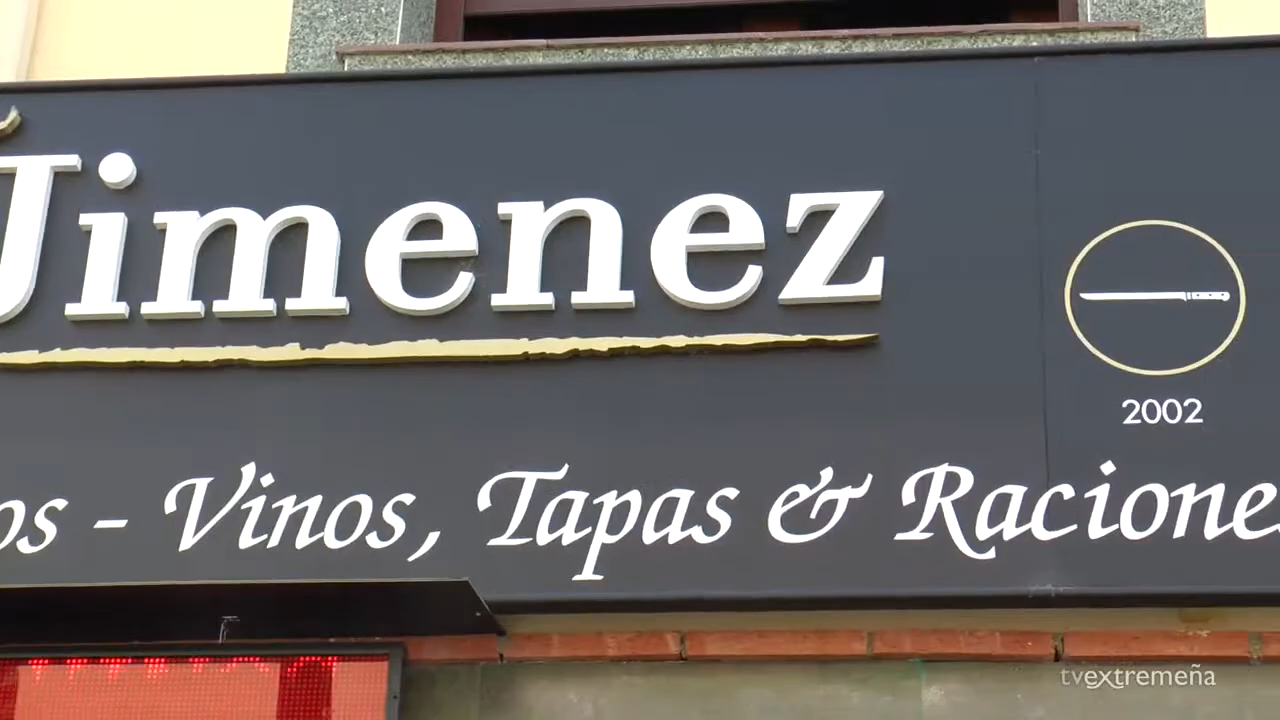 Jimenez
2002
os - Vinos, Tapas & Racione
tvextremeña